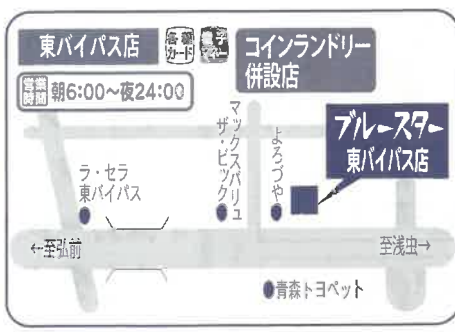 東バイパス店
各種カード
電子マネー
コインランドリー
併設店
営業時間 朝6:00〜夜24:00
ブルースター
東バイパス店
マックスバリュ
ザ・ビッグ
よろづや
ラ・セラ
東バイパス
←至弘前
至浅虫→
青森トヨペット